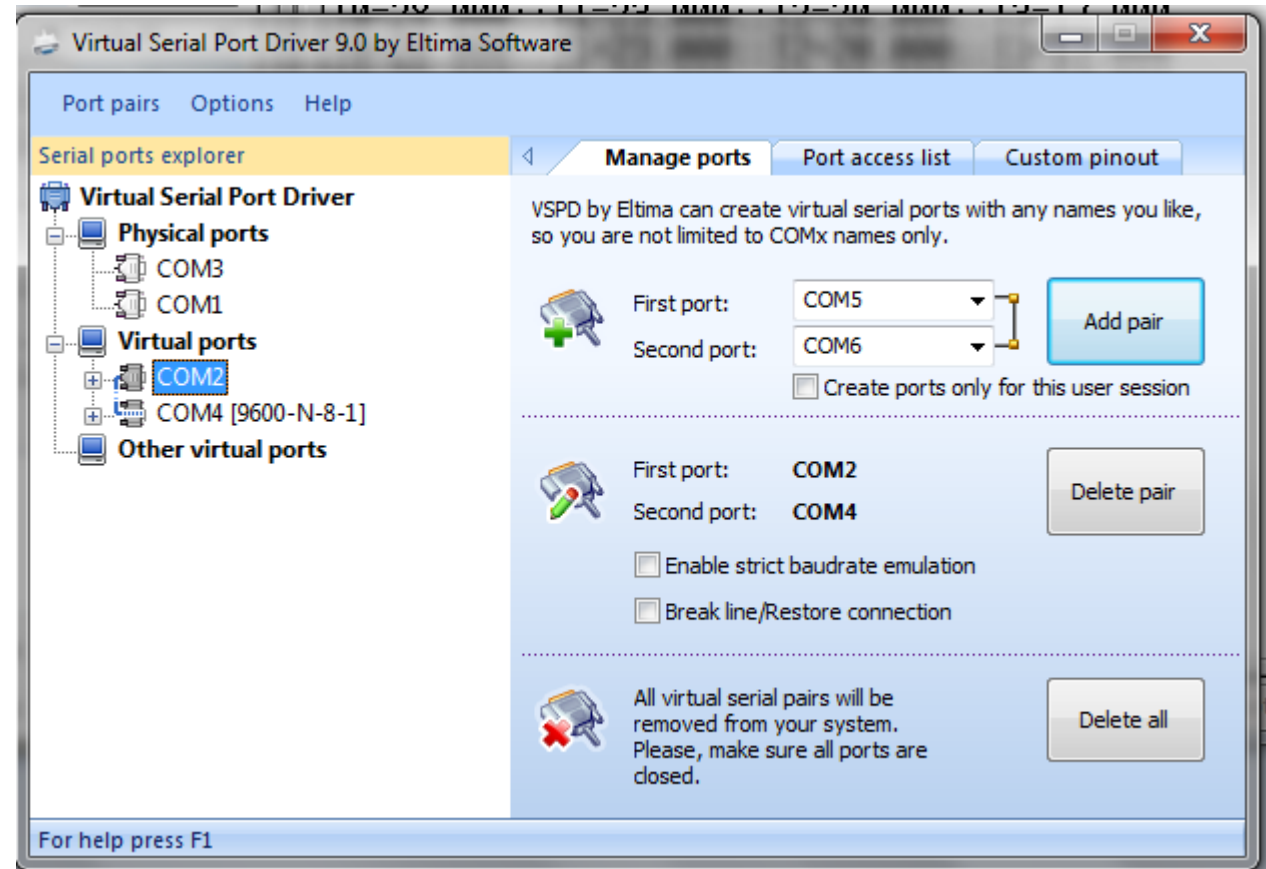 Virtual Serial Port Driver 9.0 by Eltima Software
Port pairs Options Help
Serial ports explorer
Virtual Serial Port Driver
Physical ports
COM3
COM1
Virtual ports
COM2
COM4 [9600-N-8-1]
Other virtual ports
Manage ports Port access list Custom pinout
VSPD by Eltima can create virtual serial ports with any names you like,
so you are not limited to COMx names only.
First port: COM5
Second port: COM6
Add pair
Create ports only for this user session
First port: COM2
Second port: COM4
Delete pair
Enable strict baudrate emulation
Break line/Restore connection
All virtual serial pairs will be
removed from your system.
Please, make sure all ports are
closed.
Delete all
For help press F1